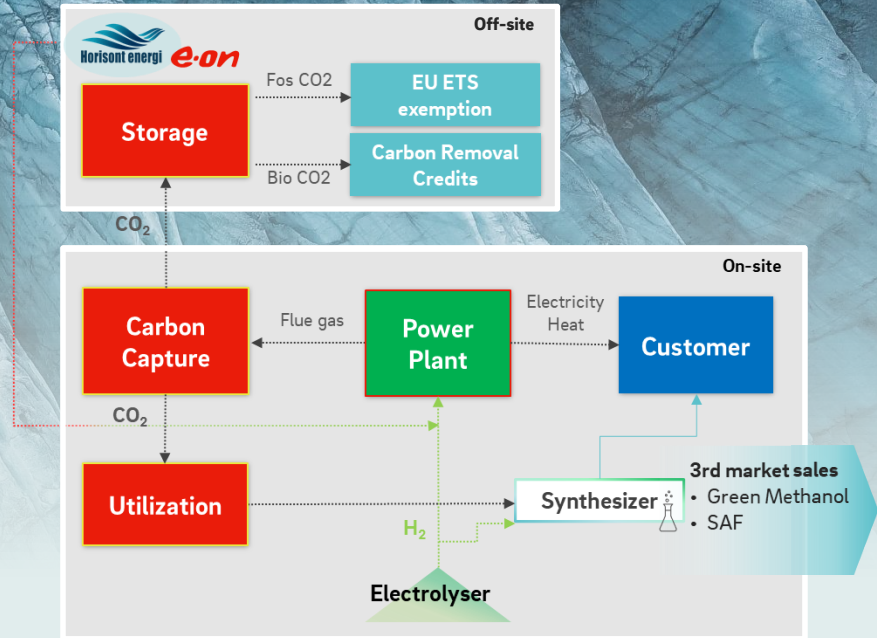 Off-site
Horisont energi
e·on
Fos CO2
EU ETS
exemption
Storage
Bio CO2
Carbon Removal
Credits
CO₂
On-site
Carbon
Capture
Flue gas
Power
Plant
Electricity
Heat
Customer
CO₂
Utilization
Synthesizer
3rd market sales
• Green Methanol
• SAF
H₂
Electrolyser